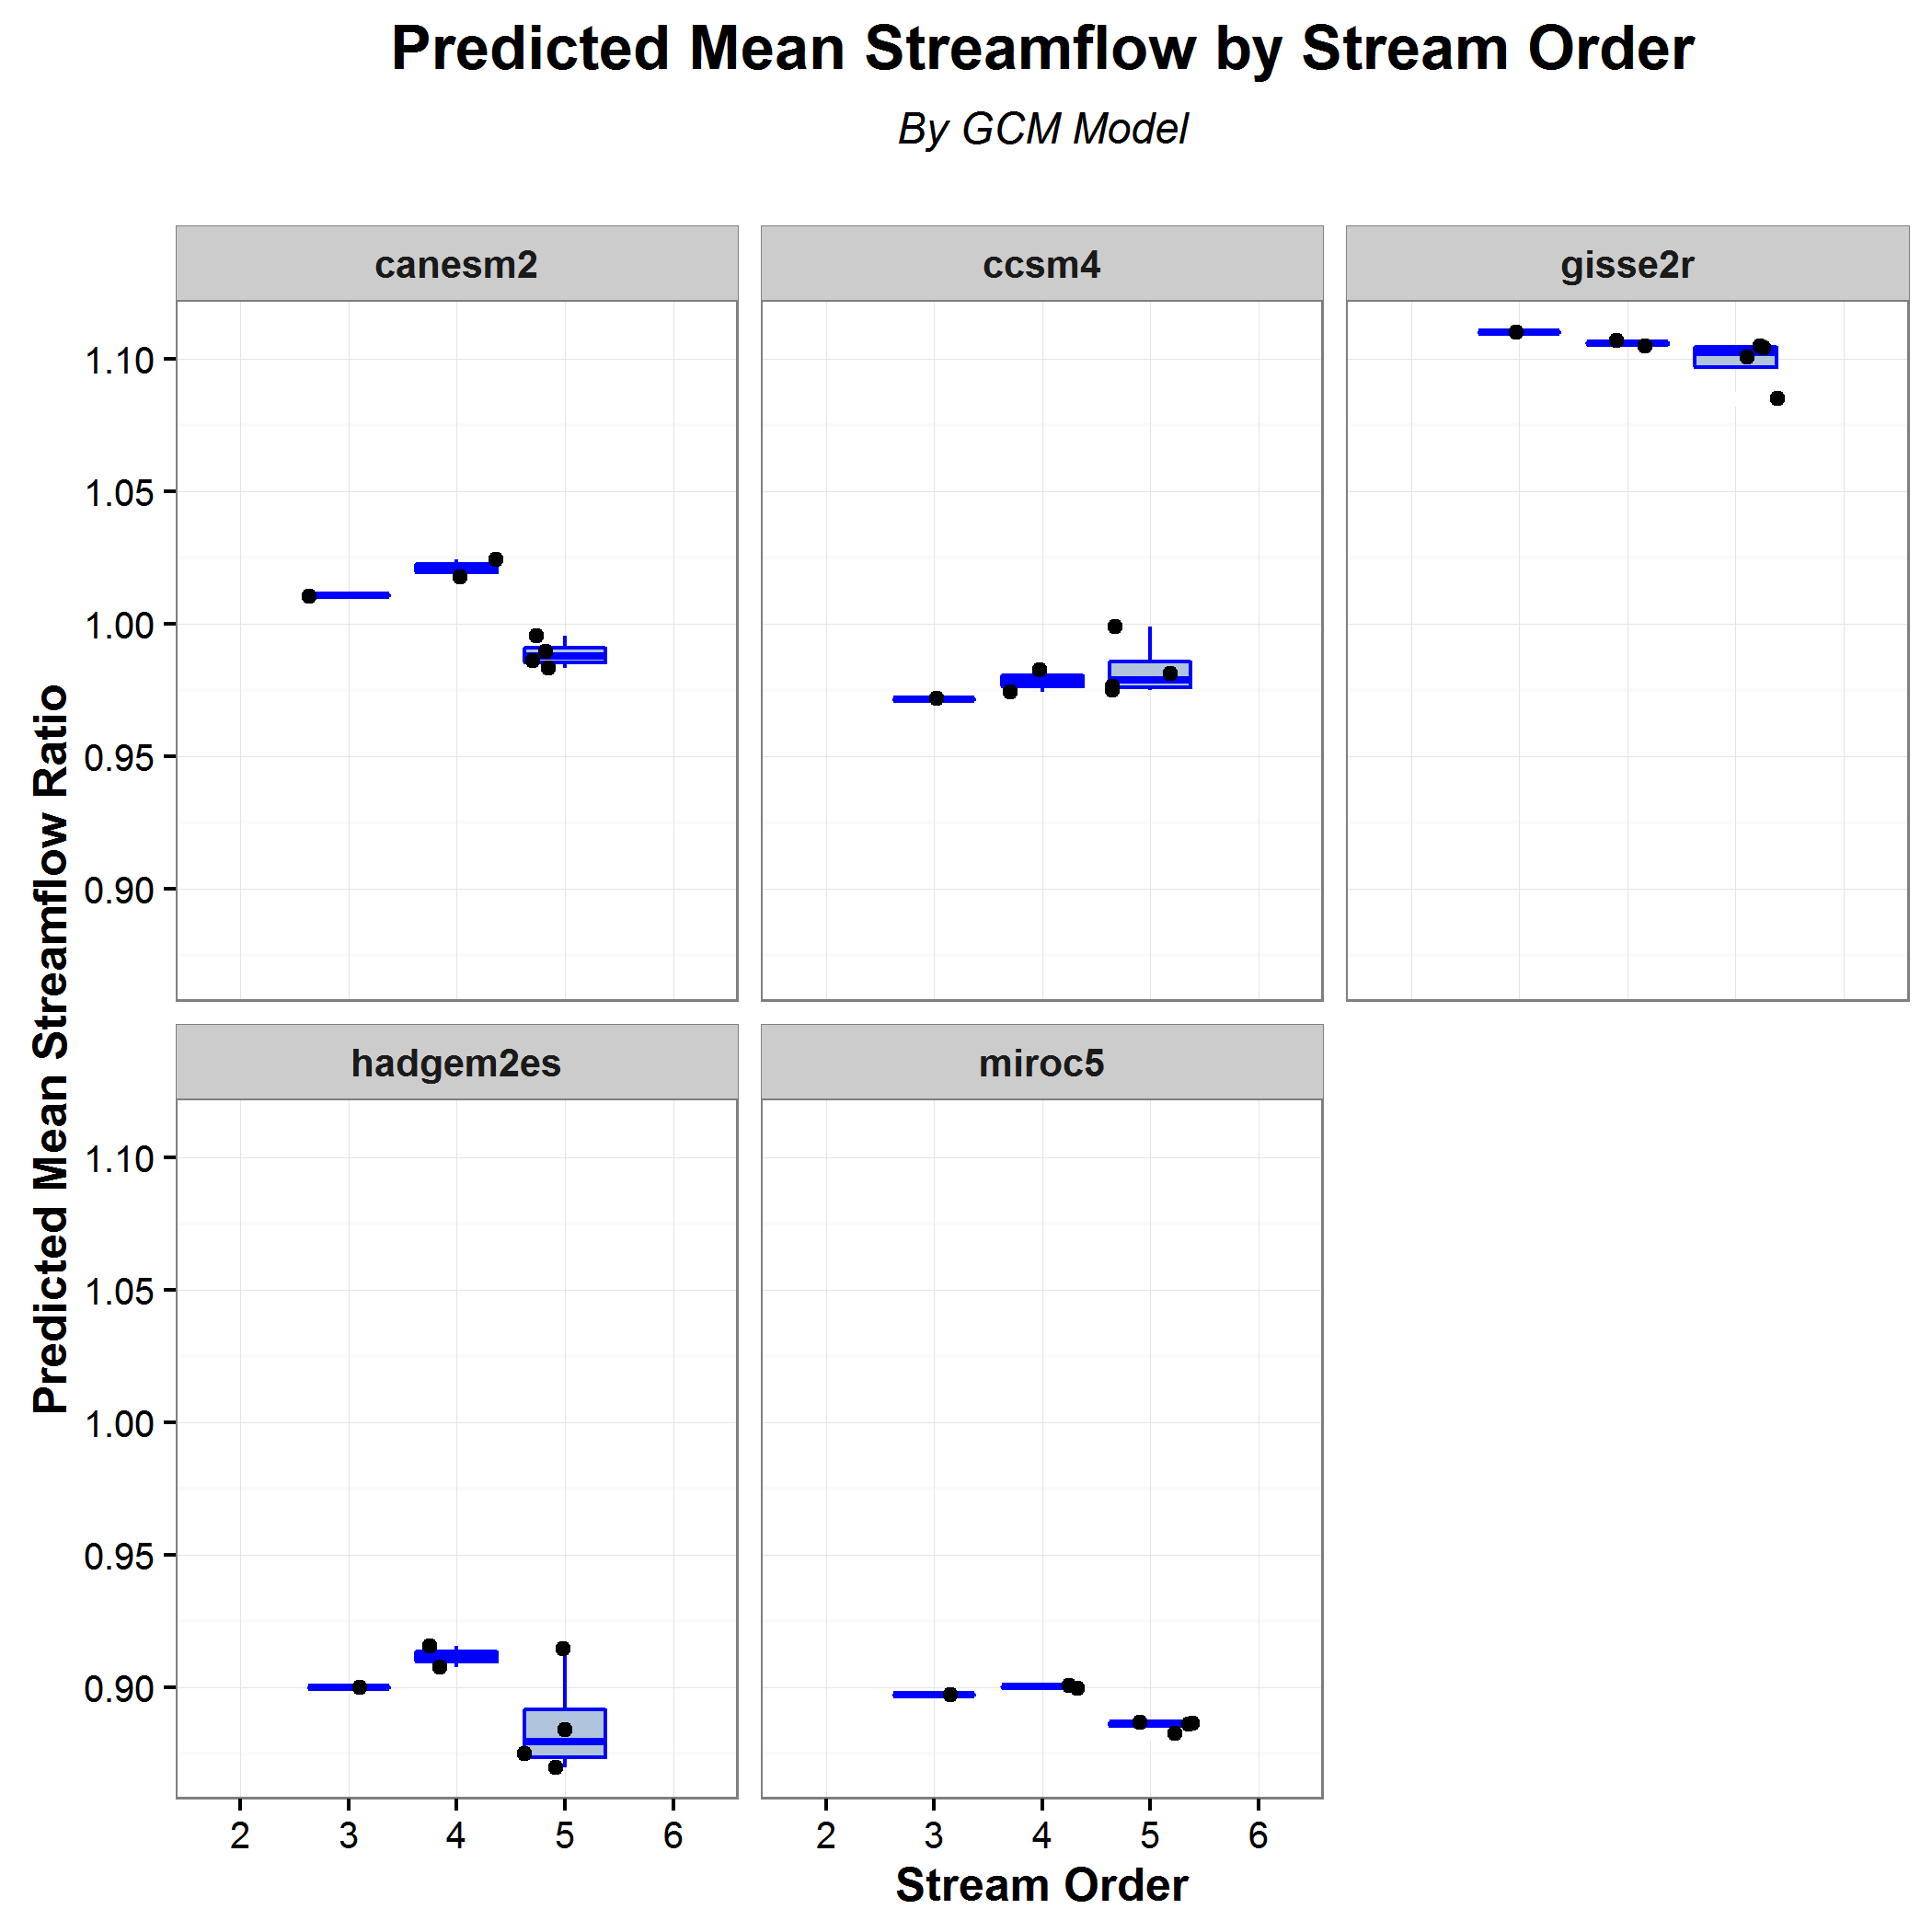 Predicted Mean Streamflow by Stream Order
By GCM Model
canesm2
ccsm4
gisse2r
1.10
1.05
1.00
0.95
0.90
Predicted Mean Streamflow Ratio
hadgem2es
miroc5
1.10
1.05
1.00
0.95
0.90
2 3 4 5 6
2 3 4 5 6
Stream Order